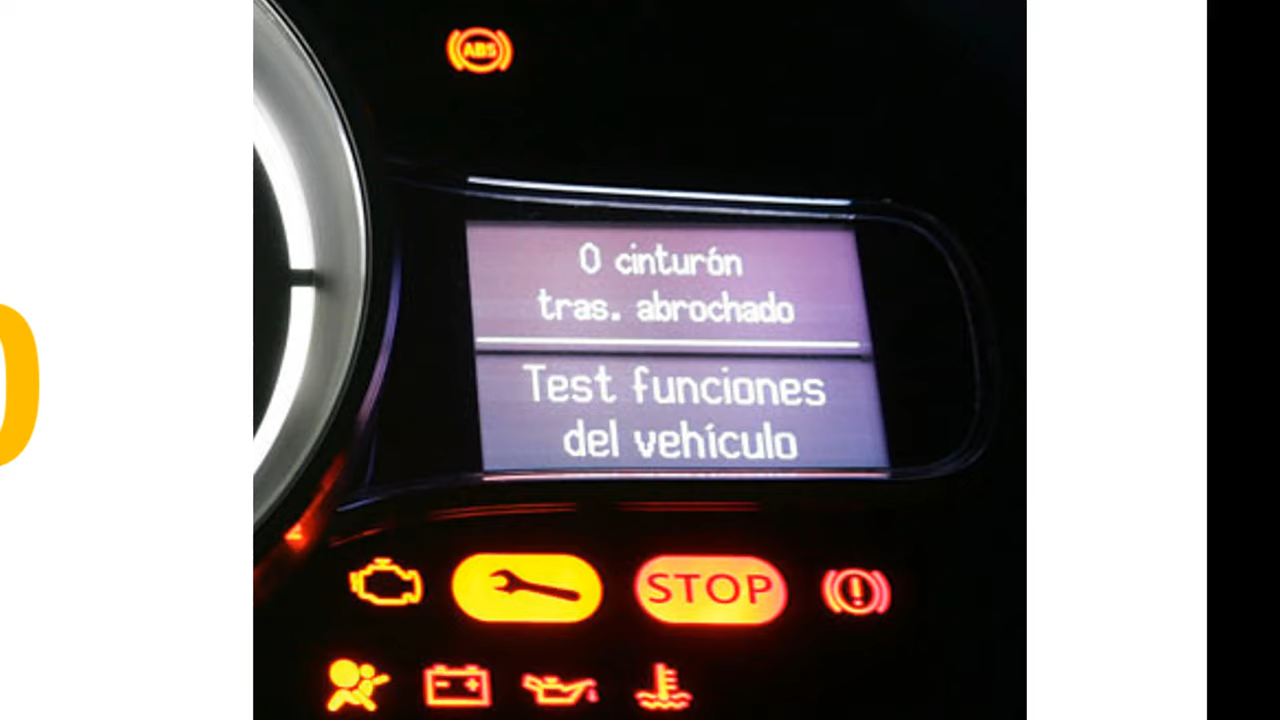 ABS
0 cinturón
tras. abrochado
Test funciones
del vehículo
STOP